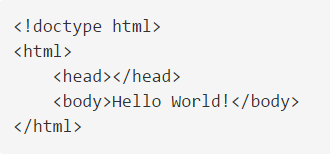 <!doctype html>
<html>
    <head></head>
    <body>Hello World!</body>
</html>